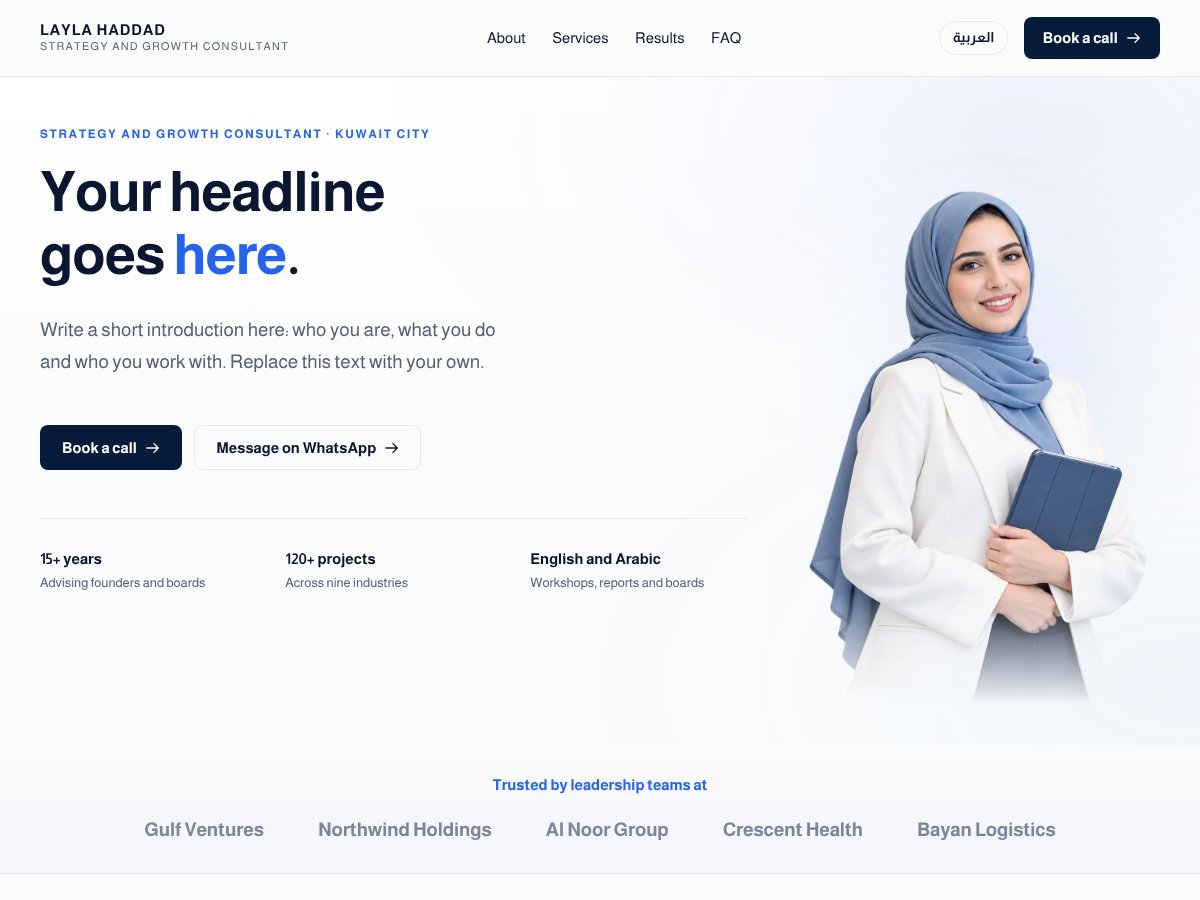 LAYLA HADDAD
STRATEGY AND GROWTH CONSULTANT
About
Services
Results
FAQ
العربية
Book a call →
STRATEGY AND GROWTH CONSULTANT · KUWAIT CITY
Your headline
goes here.
Write a short introduction here: who you are, what you do
and who you work with. Replace this text with your own.
Book a call →
Message on WhatsApp →
15+ years
Advising founders and boards
120+ projects
Across nine industries
English and Arabic
Workshops, reports and boards
Trusted by leadership teams at
Gulf Ventures
Northwind Holdings
Al Noor Group
Crescent Health
Bayan Logistics